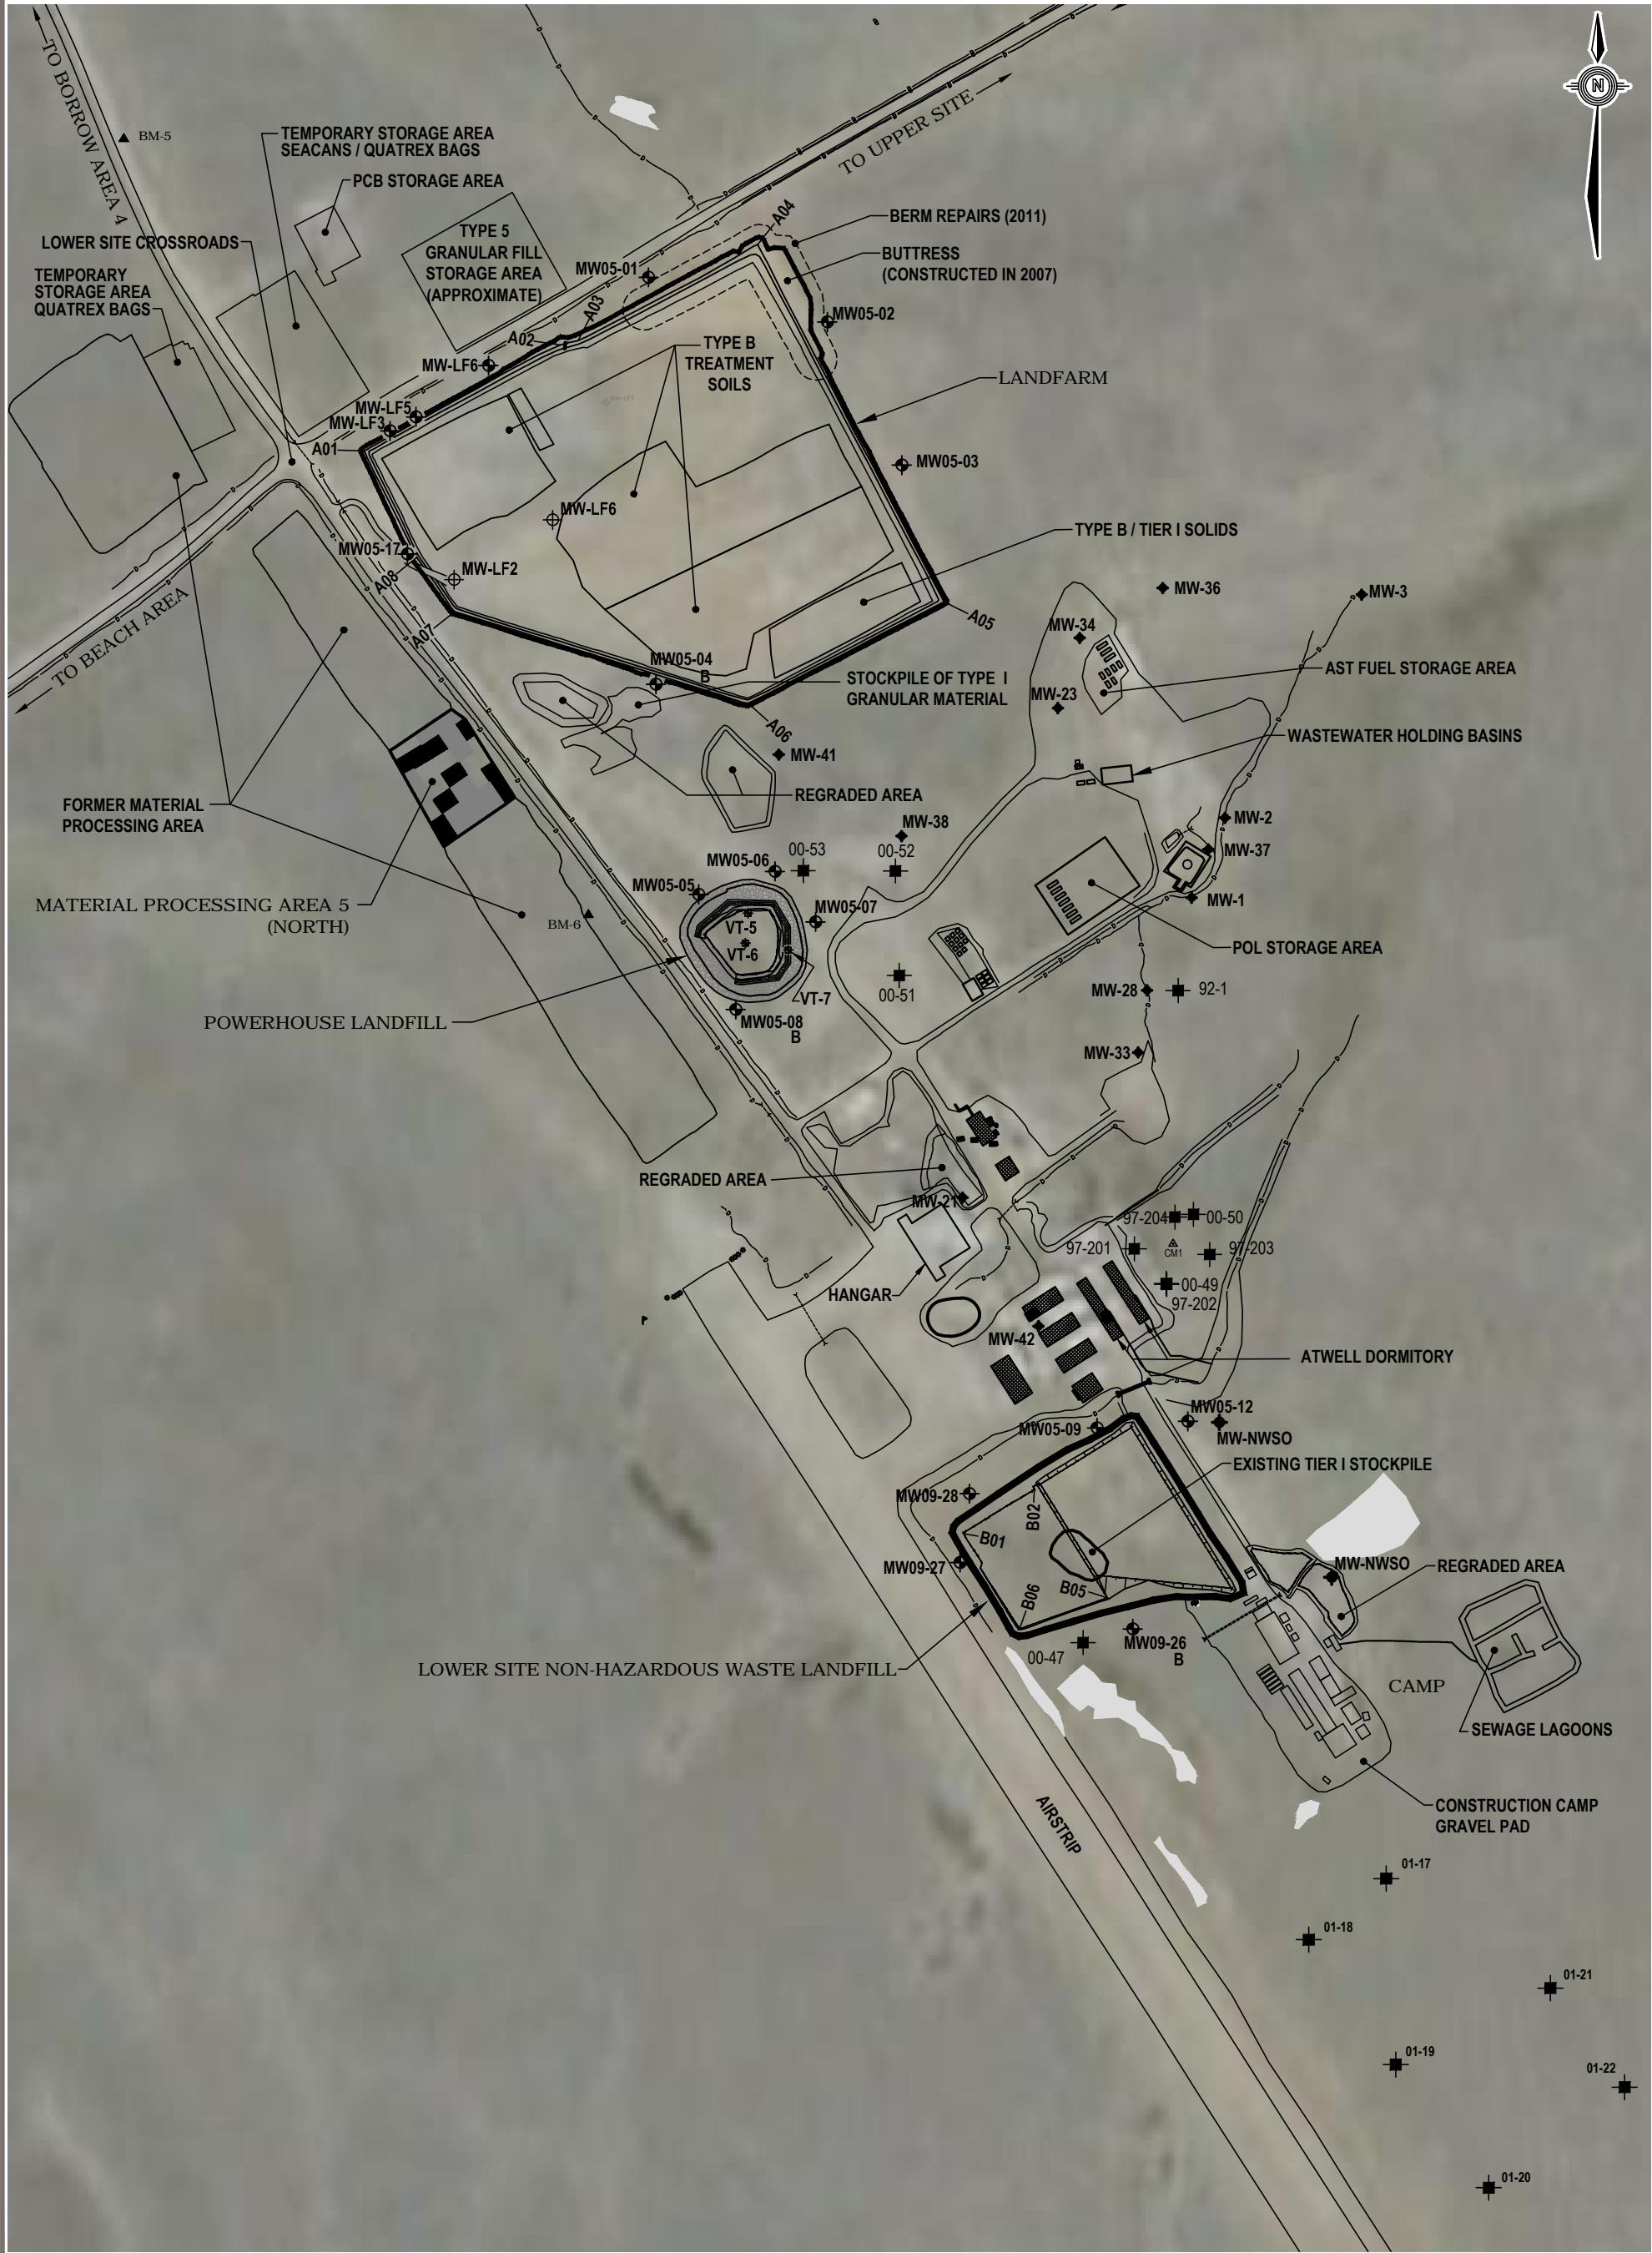 N
TO BORROW AREA 4
BM-5
TEMPORARY STORAGE AREA
SEACANS / QUATREX BAGS
PCB STORAGE AREA
TO UPPER SITE
LOWER SITE CROSSROADS
TEMPORARY
STORAGE AREA
QUATREX BAGS
TYPE 5
GRANULAR FILL
STORAGE AREA
(APPROXIMATE)
A04
BERM REPAIRS (2011)
BUTTRESS
(CONSTRUCTED IN 2007)
MW05-01
A03
A02
MW05-02
MW-LF6
TYPE B
TREATMENT
SOILS
LANDFARM
MW-LF7
MW-LF5
MW-LF3
A01
MW05-03
MW-LF6
TYPE B / TIER I SOLIDS
MW05-17
A08
MW-LF2
TO BEACH AREA
A07
A05
MW-36
MW-3
MW-34
MW05-04
B
STOCKPILE OF TYPE I
GRANULAR MATERIAL
AST FUEL STORAGE AREA
MW-23
A06
WASTEWATER HOLDING BASINS
MW-41
REGRADED AREA
FORMER MATERIAL
PROCESSING AREA
MW-2
MW-38
MW-37
00-53
00-52
MW05-06
MW05-05
MW-1
MATERIAL PROCESSING AREA 5
(NORTH)
BM-6
MW05-07
VT-5
VT-6
POL STORAGE AREA
VT-7
00-51
MW-28
92-1
POWERHOUSE LANDFILL
MW05-08
B
MW-33
REGRADED AREA
MW-21
97-204
00-50
97-201
CM1
97-203
00-49
97-202
HANGAR
MW-42
ATWELL DORMITORY
MW05-12
MW-NWSO
MW05-09
EXISTING TIER I STOCKPILE
MW09-28
B02
B01
MW09-27
B05
B06
MW-NWSO
REGRADED AREA
00-47
MW09-26
B
LOWER SITE NON-HAZARDOUS WASTE LANDFILL
CAMP
SEWAGE LAGOONS
AIRSTRIP
CONSTRUCTION CAMP
GRAVEL PAD
01-17
01-18
01-21
01-19
01-22
01-20